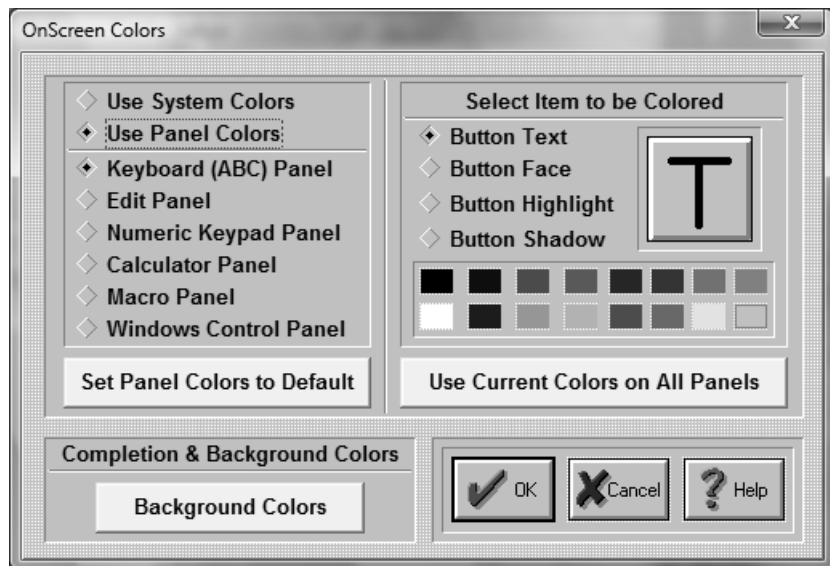 OnScreen Colors
X
Use System Colors
Use Panel Colors
Keyboard (ABC) Panel
Edit Panel
Numeric Keypad Panel
Calculator Panel
Macro Panel
Windows Control Panel
Set Panel Colors to Default
Select Item to be Colored
Button Text
Button Face
Button Highlight
Button Shadow
T
Use Current Colors on All Panels
Completion & Background Colors
Background Colors
OK
Cancel
? Help